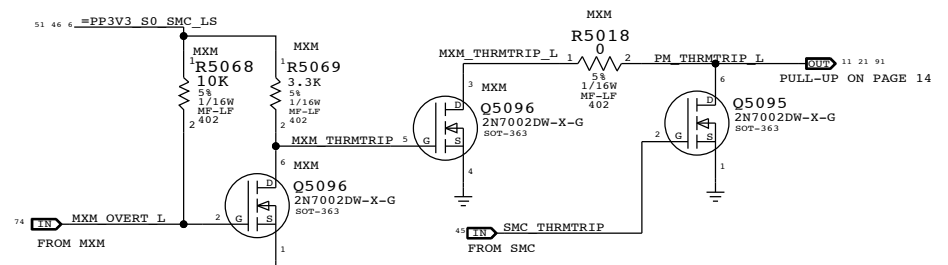 51 46 6 =PP3V3_S0_SMC_LS
MXM
R5068
10K
5%
1/16W
MF-LF
402
1
2
MXM
R5069
3.3K
5%
1/16W
MF-LF
402
1
2
MXM
R5018
0
1
2
5%
1/16W
MF-LF
402
MXM_THRMTRIP_L
PM_THRMTRIP_L
OUT 11 21 91
PULL-UP ON PAGE 14
MXM
Q5096
2N7002DW-X-G
SOT-363
3
D
G
S
5
4
MXM_THRMTRIP
Q5095
2N7002DW-X-G
SOT-363
6
D
G
S
2
1
MXM
Q5096
2N7002DW-X-G
SOT-363
6
D
G
S
2
1
74 IN MXM_OVERT_L
FROM MXM
45 IN SMC_THRMTRIP
FROM SMC